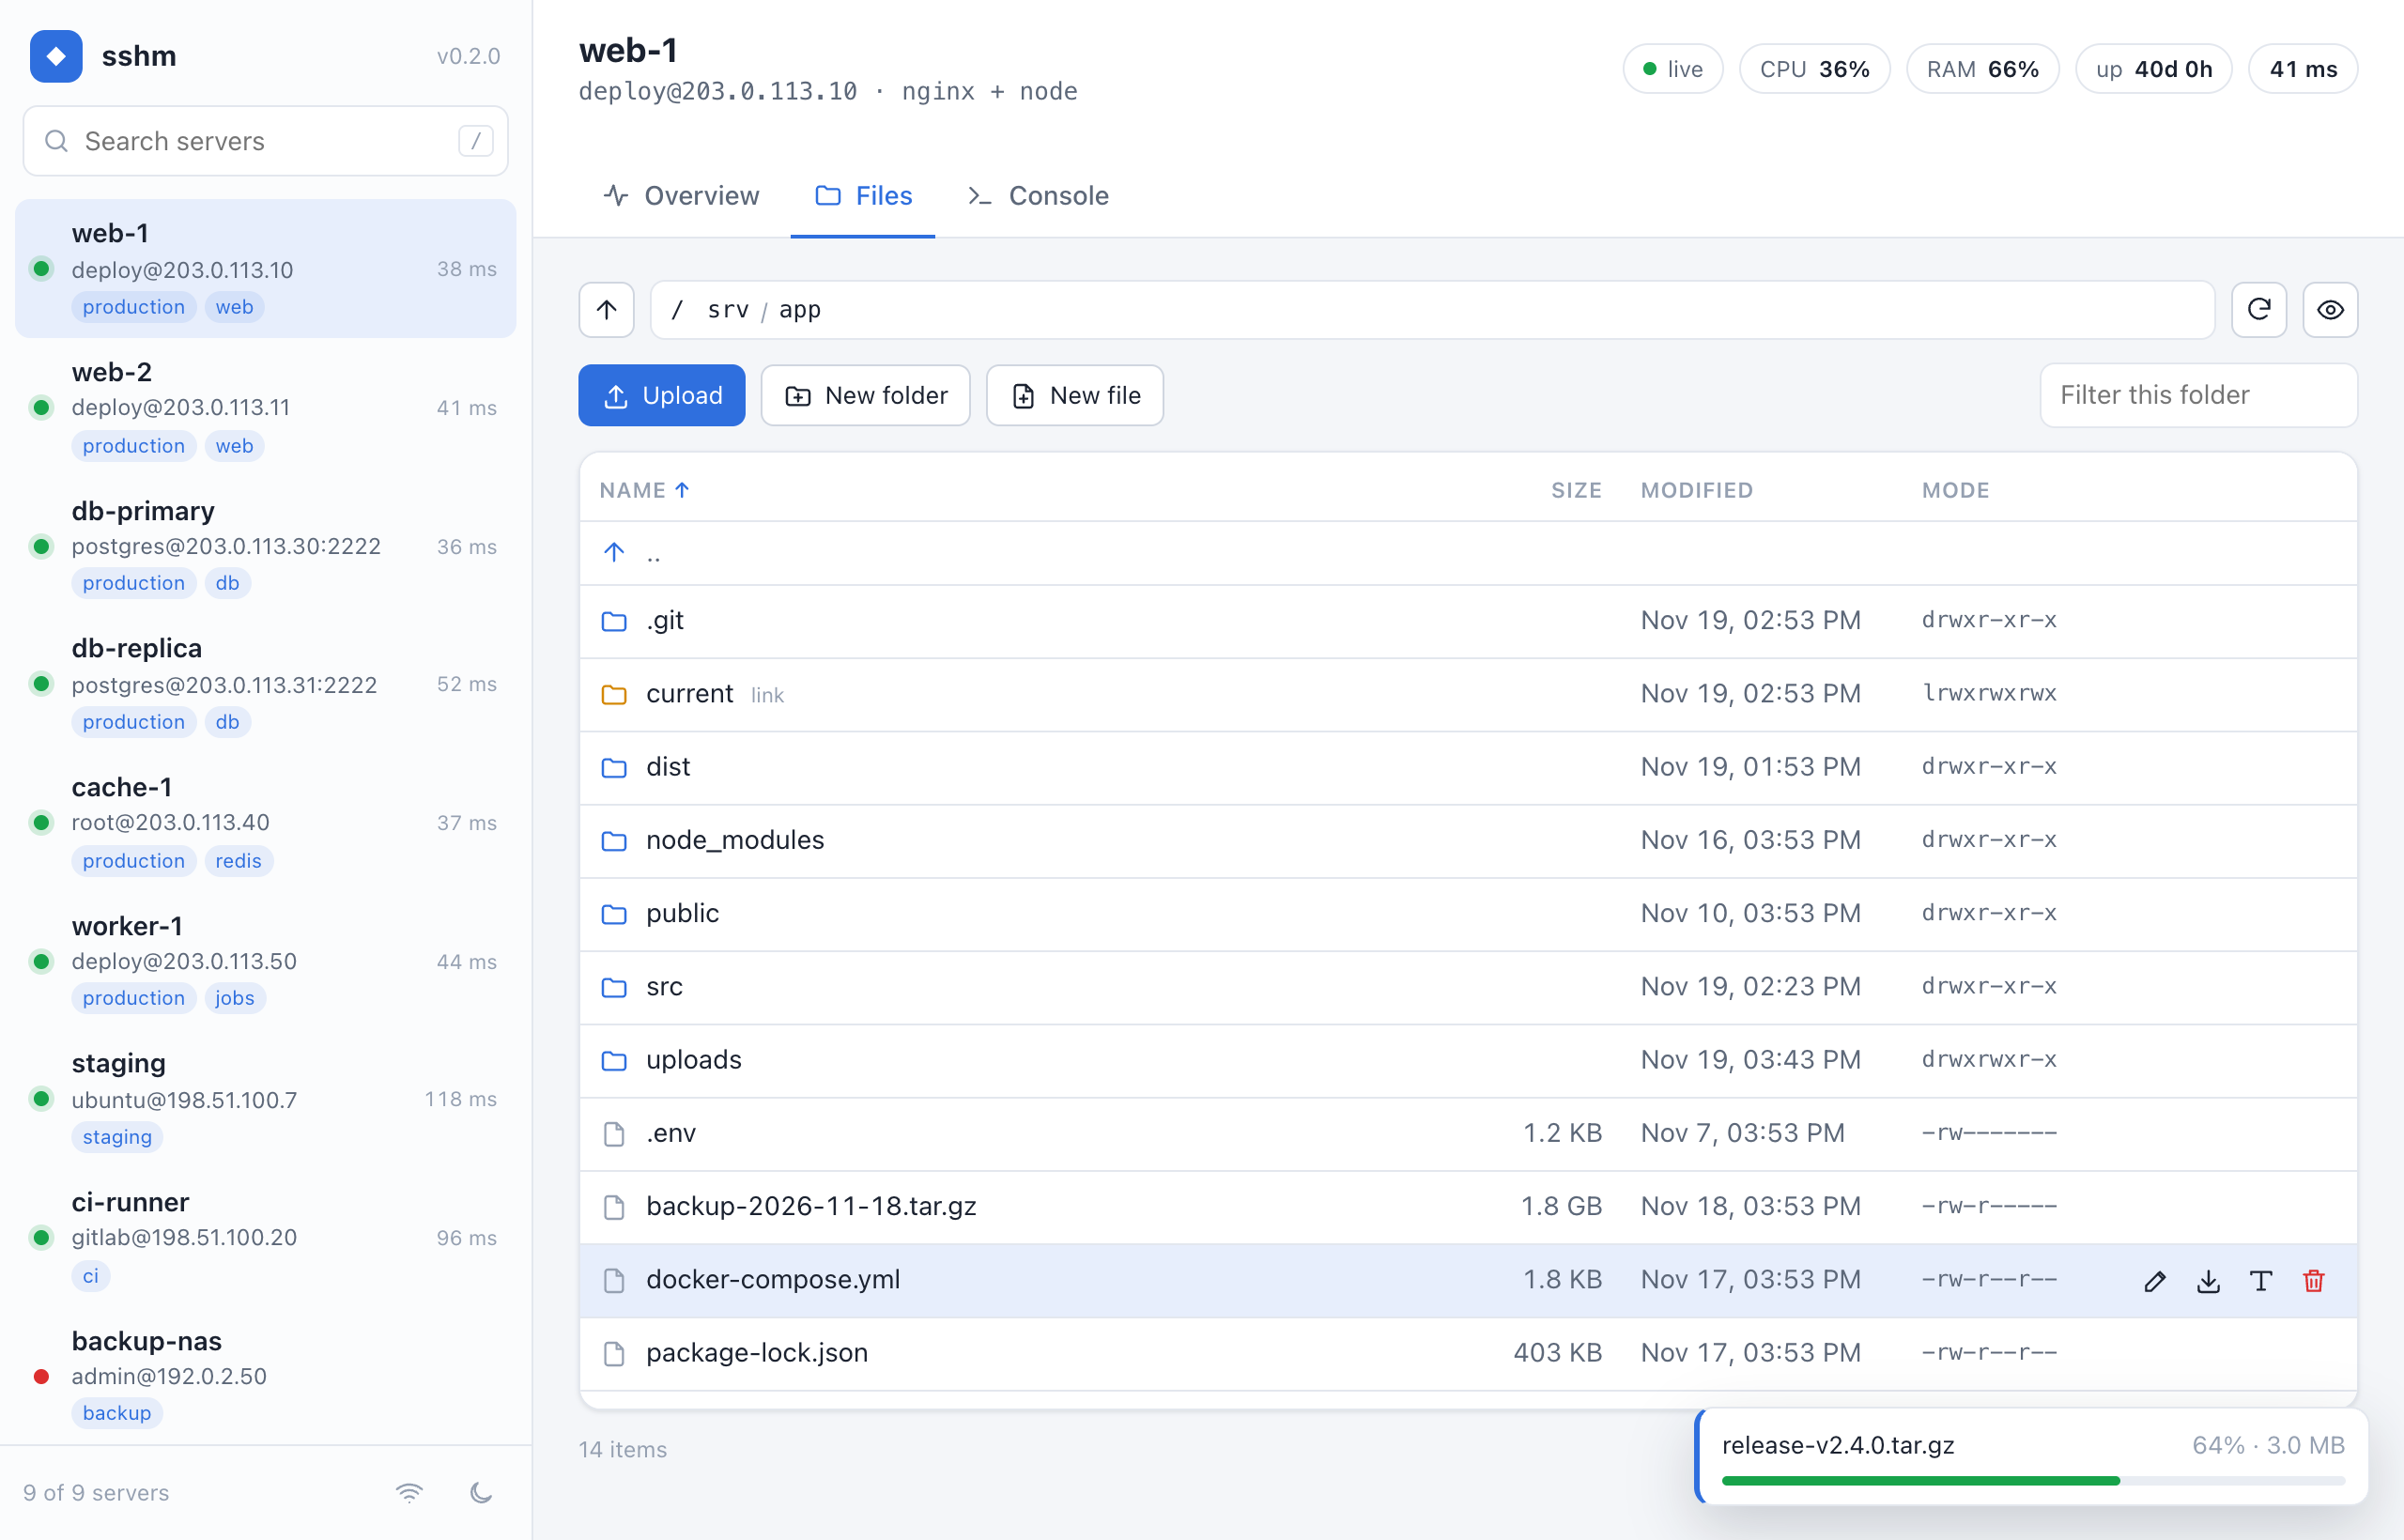 sshm v0.2.0
Search servers /
web-1
deploy@203.0.113.10 38 ms
production web
web-2
deploy@203.0.113.11 41 ms
production web
db-primary
postgres@203.0.113.30:2222 36 ms
production db
db-replica
postgres@203.0.113.31:2222 52 ms
production db
cache-1
root@203.0.113.40 37 ms
production redis
worker-1
deploy@203.0.113.50 44 ms
production jobs
staging
ubuntu@198.51.100.7 118 ms
staging
ci-runner
gitlab@198.51.100.20 96 ms
ci
backup-nas
admin@192.0.2.50
backup
9 of 9 servers
web-1
deploy@203.0.113.10 · nginx + node
live CPU 36% RAM 66% up 40d 0h 41 ms
Overview Files Console
/ srv / app
Upload New folder New file Filter this folder
NAME SIZE MODIFIED MODE
..
.git Nov 19, 02:53 PM drwxr-xr-x
current link Nov 19, 02:53 PM lrwxrwxrwx
dist Nov 19, 01:53 PM drwxr-xr-x
node_modules Nov 16, 03:53 PM drwxr-xr-x
public Nov 10, 03:53 PM drwxr-xr-x
src Nov 19, 02:23 PM drwxr-xr-x
uploads Nov 19, 03:43 PM drwxrwxr-x
.env 1.2 KB Nov 7, 03:53 PM -rw-------
backup-2026-11-18.tar.gz 1.8 GB Nov 18, 03:53 PM -rw-r-----
docker-compose.yml 1.8 KB Nov 17, 03:53 PM -rw-r--r--
package-lock.json 403 KB Nov 17, 03:53 PM -rw-r--r--
14 items
release-v2.4.0.tar.gz 64% · 3.0 MB